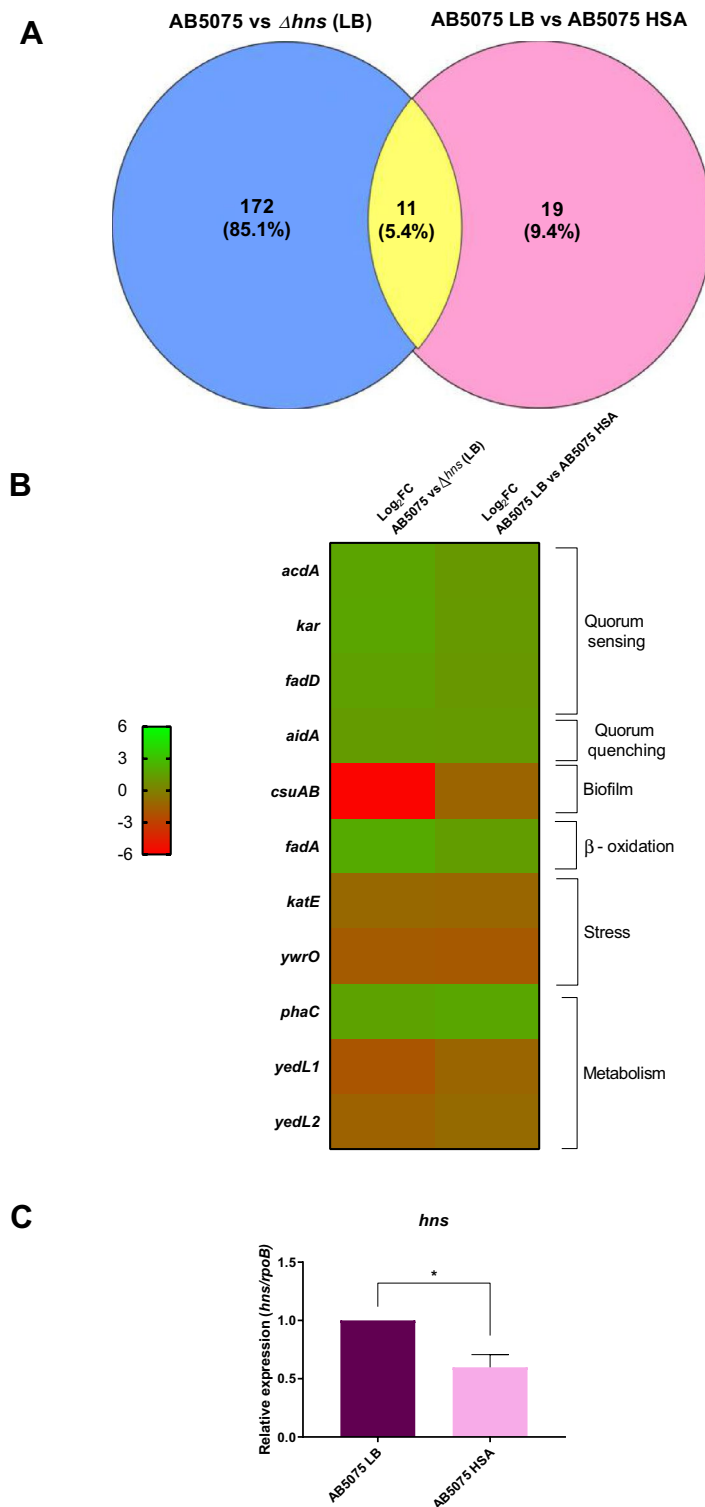 A
AB5075 vs Δhns (LB)
AB5075 LB vs AB5075 HSA
172
(85.1%)
11
(5.4%)
19
(9.4%)
B
Log₂FC
AB5075 vs Δhns (LB)
Log₂FC
AB5075 LB vs AB5075 HSA
acdA
kar
fadD
aidA
csuAB
fadA
katE
ywrO
phaC
yedL1
yedL2
Quorum
sensing
Quorum
quenching
Biofilm
β - oxidation
Stress
Metabolism
6
3
0
-3
-6
C
hns
Relative expression (hns/rpoB)
1.5
1.0
0.5
0.0
*
AB5075 LB
AB5075 HSA